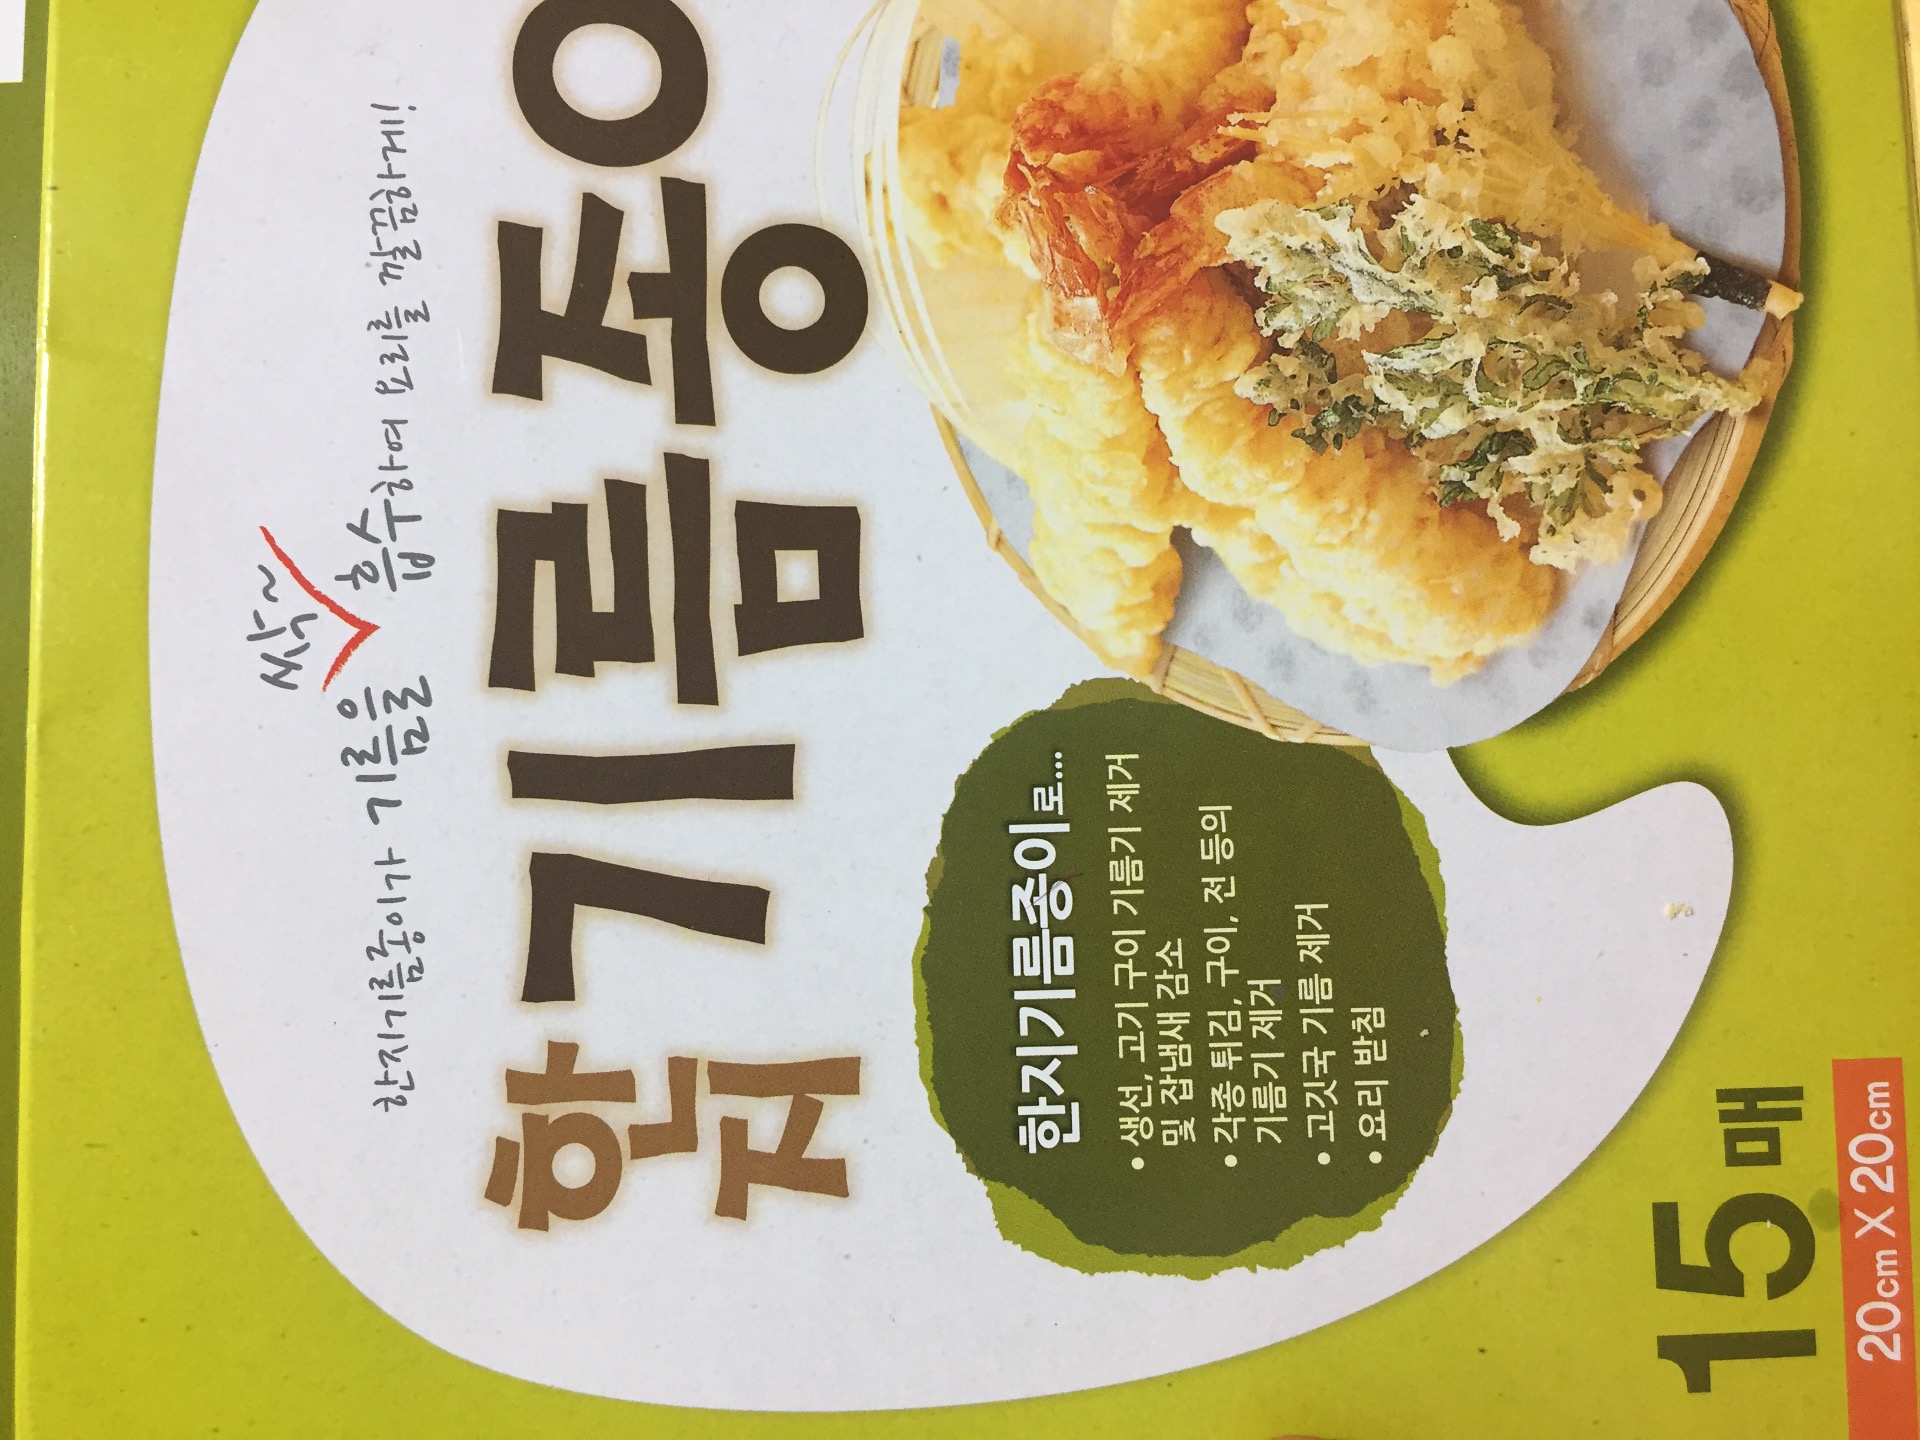 싸악~
한지기름종이가 기름을 흡수하여 요리를 깔끔하게!
한지
기름종이
한지기름종이로...
• 생선, 고기 구이 기름기 제거
및 잡냄새 감소
• 각종 튀김, 구이, 전 등의
기름기 제거
• 고깃국 기름 제거
• 요리 받침
15매
20cm X 20cm